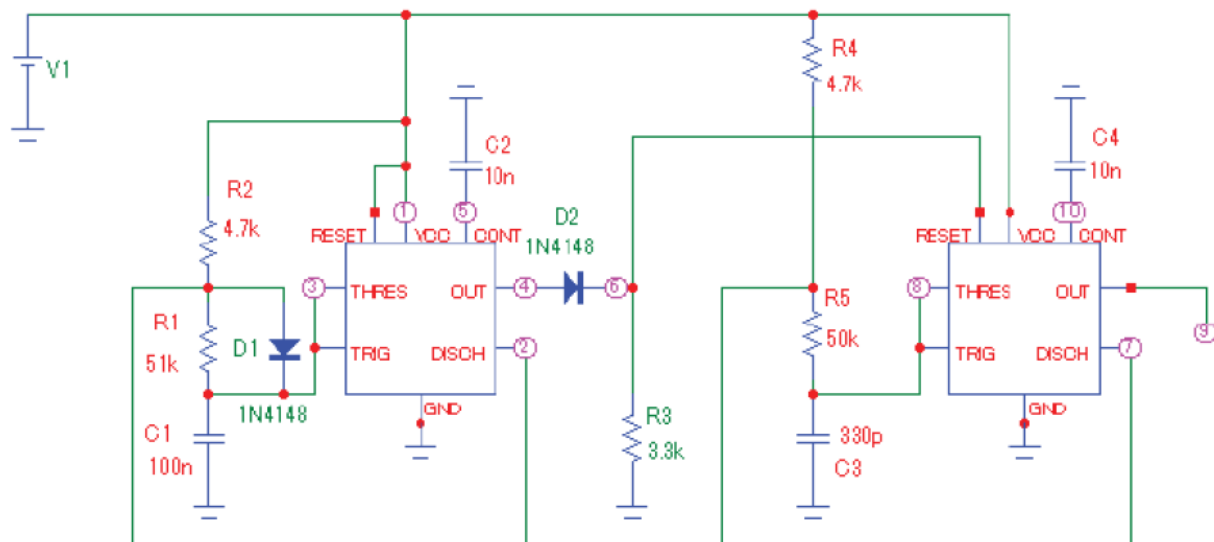 V1
R4
4.7k
C2
10n
C4
10n
R2
4.7k
1
5
10
D2
1N4148
RESET
VCC
CONT
RESET
VCC
CONT
3
THRES
OUT
4
6
8
THRES
OUT
R1
51k
D1
TRIG
DISCH
2
R5
50k
TRIG
DISCH
7
9
1N4148
GND
GND
C1
100n
R3
3.3k
330p
C3